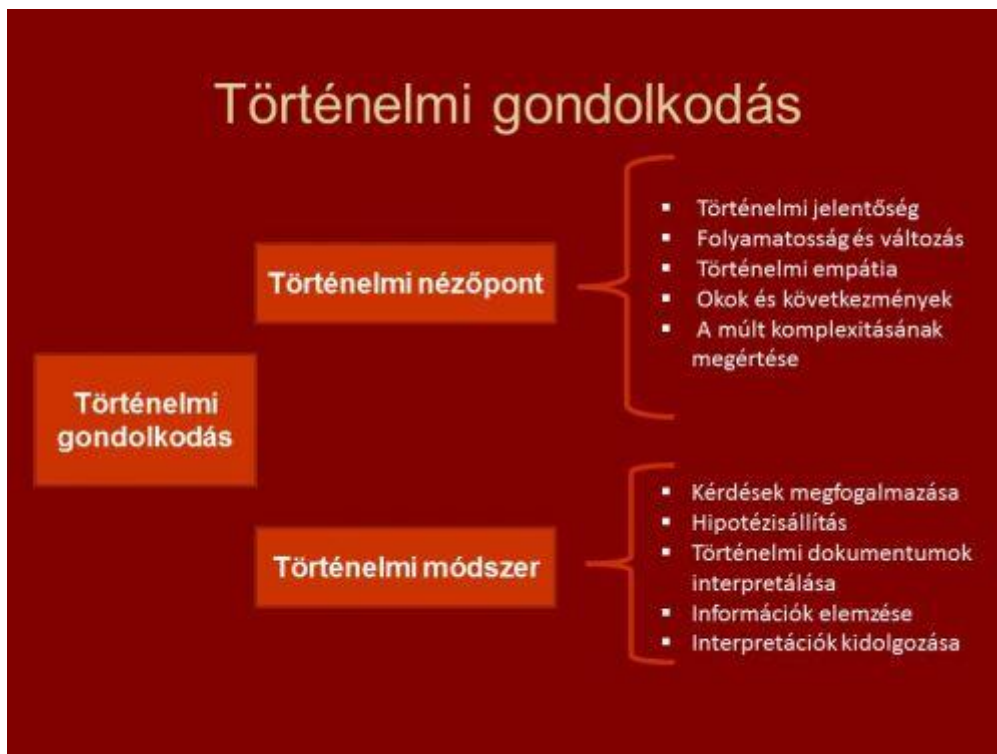 Történelmi gondolkodás
Történelmi
gondolkodás
Történelmi nézőpont
▪ Történelmi jelentőség
▪ Folyamatosság és változás
▪ Történelmi empátia
▪ Okok és következmények
▪ A múlt komplexitásának
megértése
Történelmi módszer
▪ Kérdések megfogalmazása
▪ Hipotézisállítás
▪ Történelmi dokumentumok
interpretálása
▪ Információk elemzése
▪ Interpretációk kidolgozása